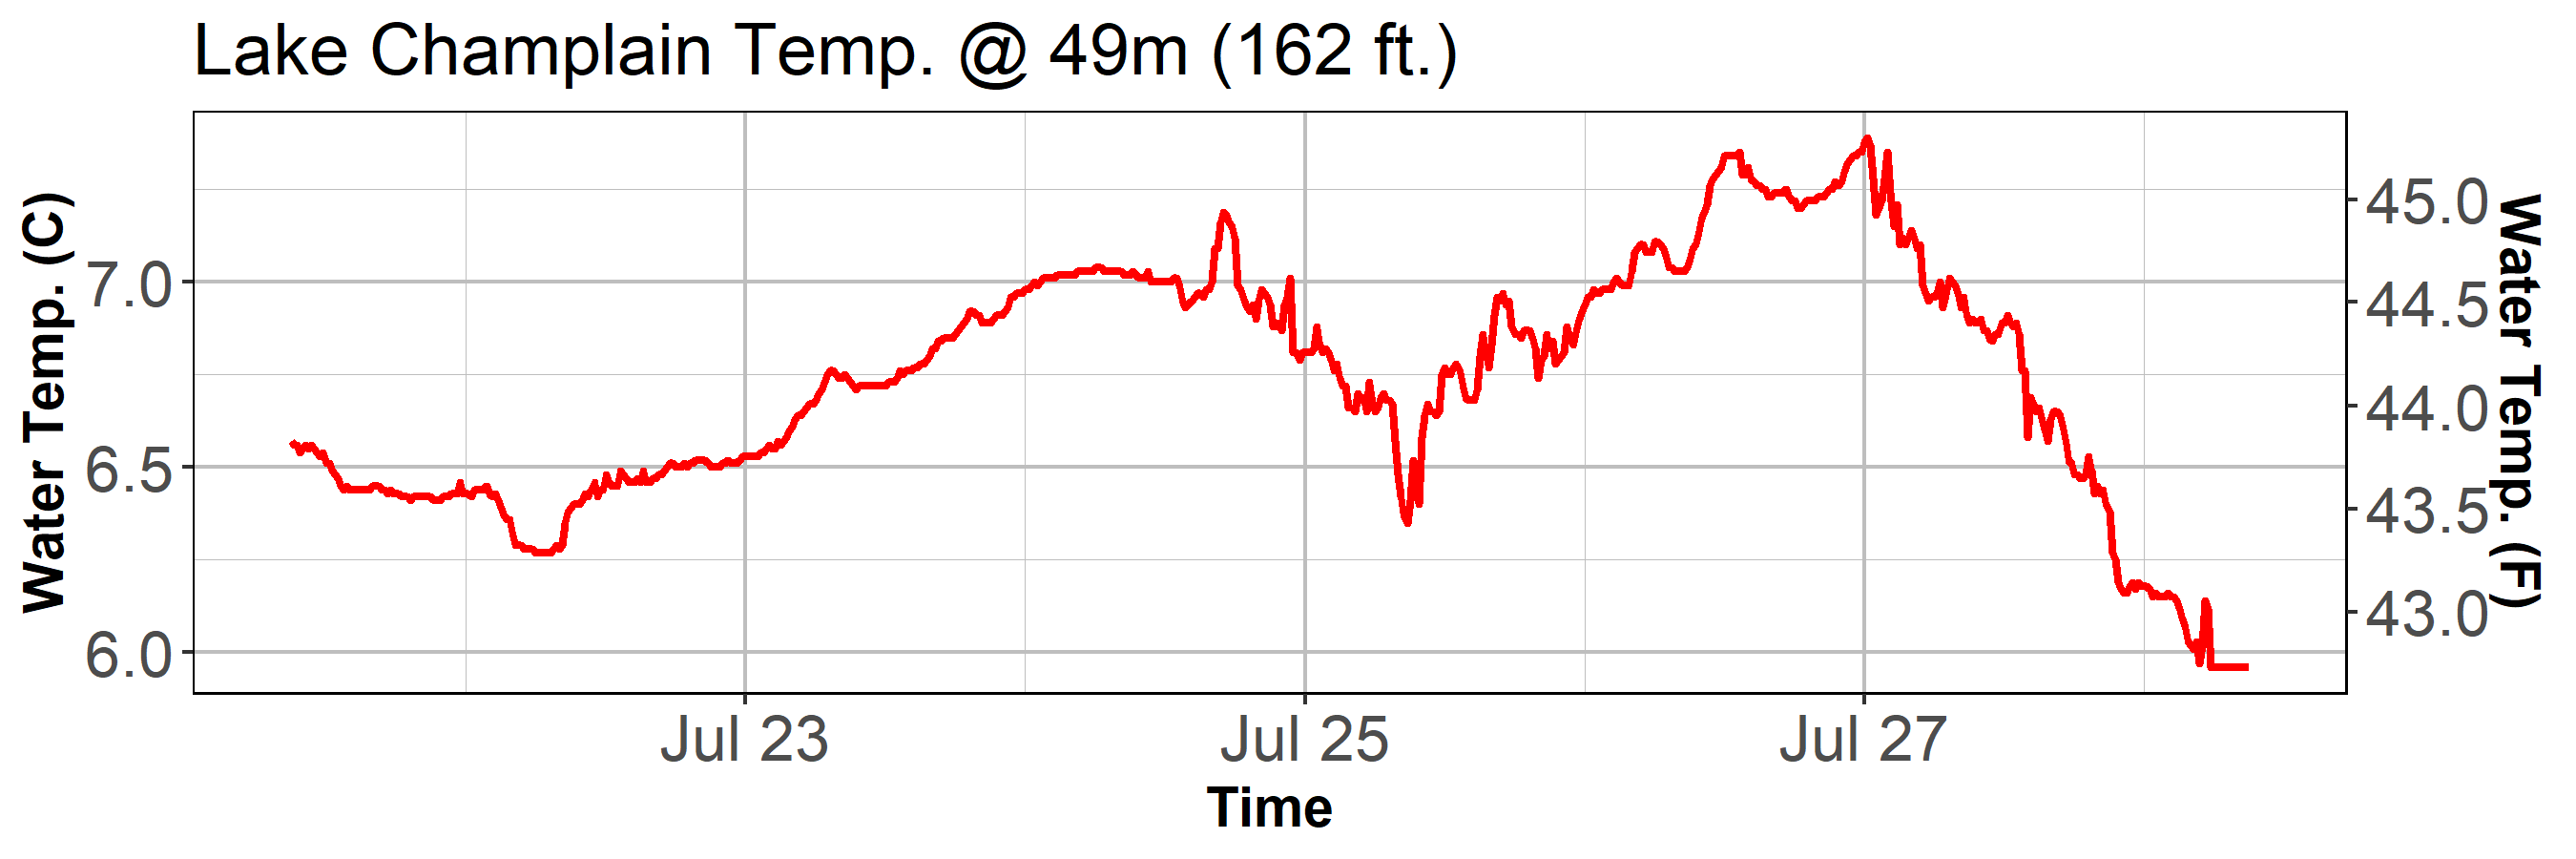 Lake Champlain Temp. @ 49m (162 ft.)
Water Temp. (C)
7.0
6.5
6.0
45.0
44.5
44.0
43.5
43.0
Water Temp. (F)
Jul 23
Jul 25
Jul 27
Time